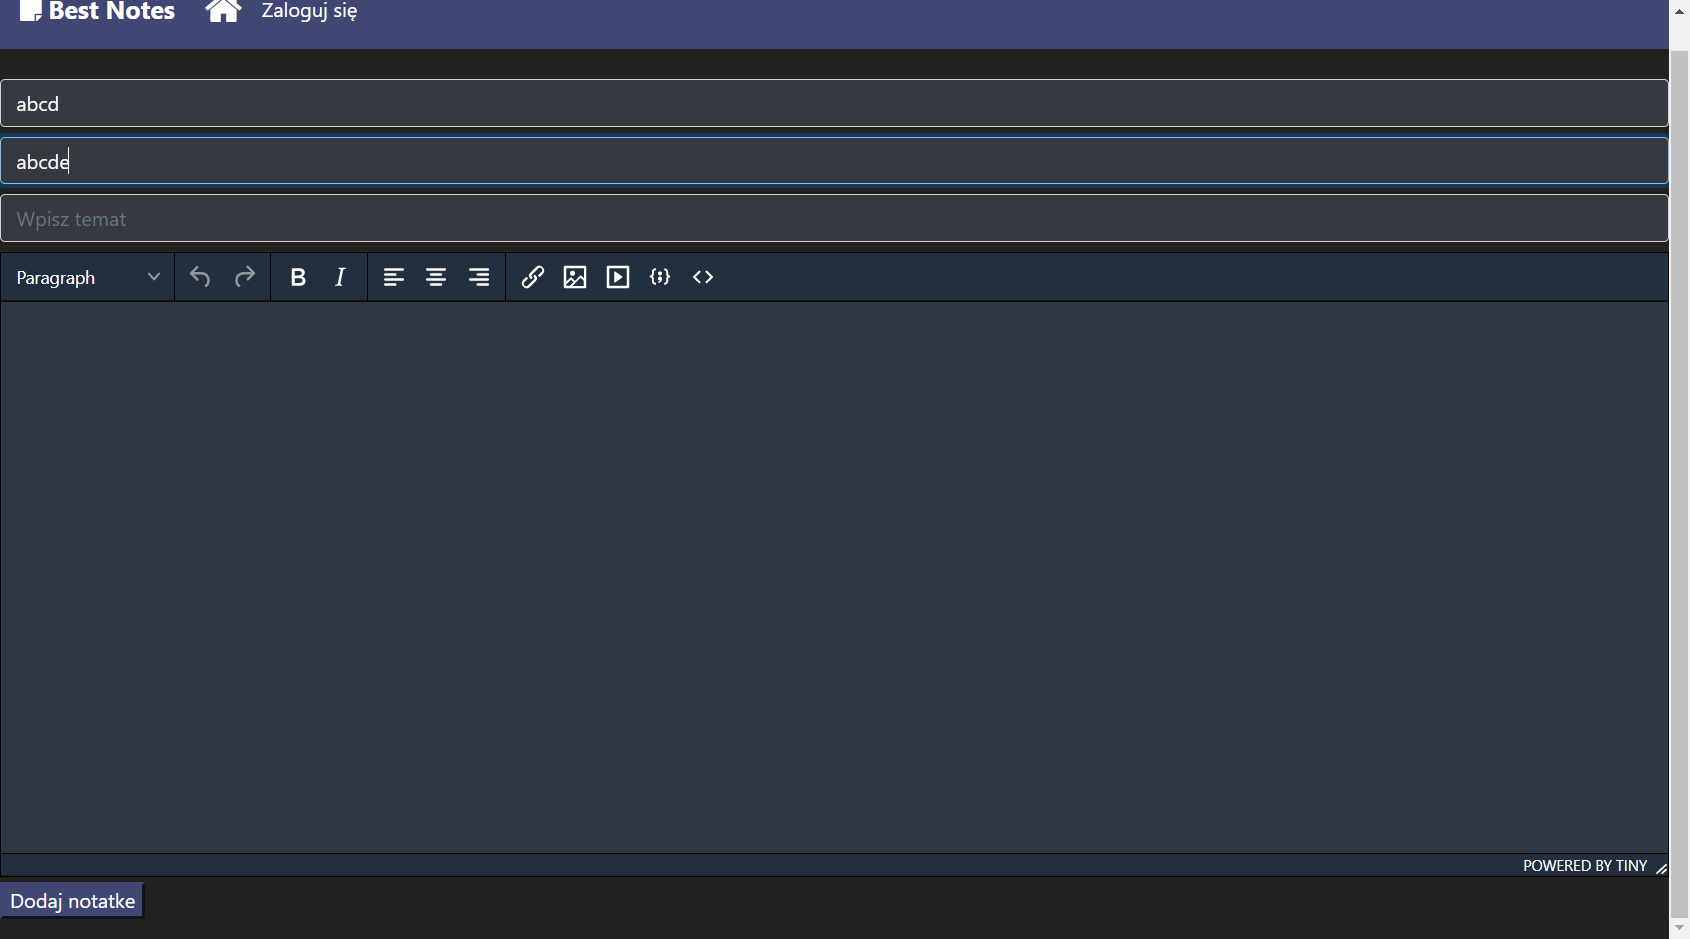 Best Notes Zaloguj się
abcd
abcde
Wpisz temat
Paragraph
POWERED BY TINY
Dodaj notatke